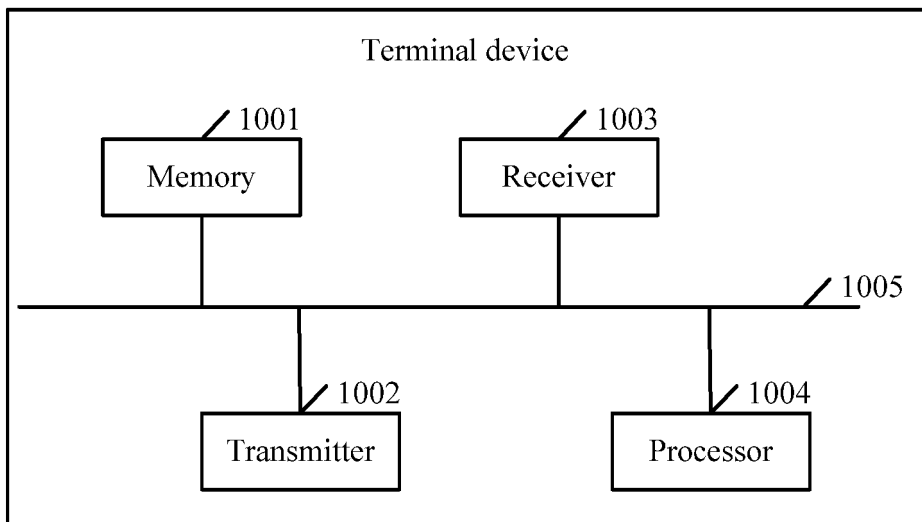 Terminal device
1001
1003
Memory
Receiver
1005
1002
1004
Transmitter
Processor